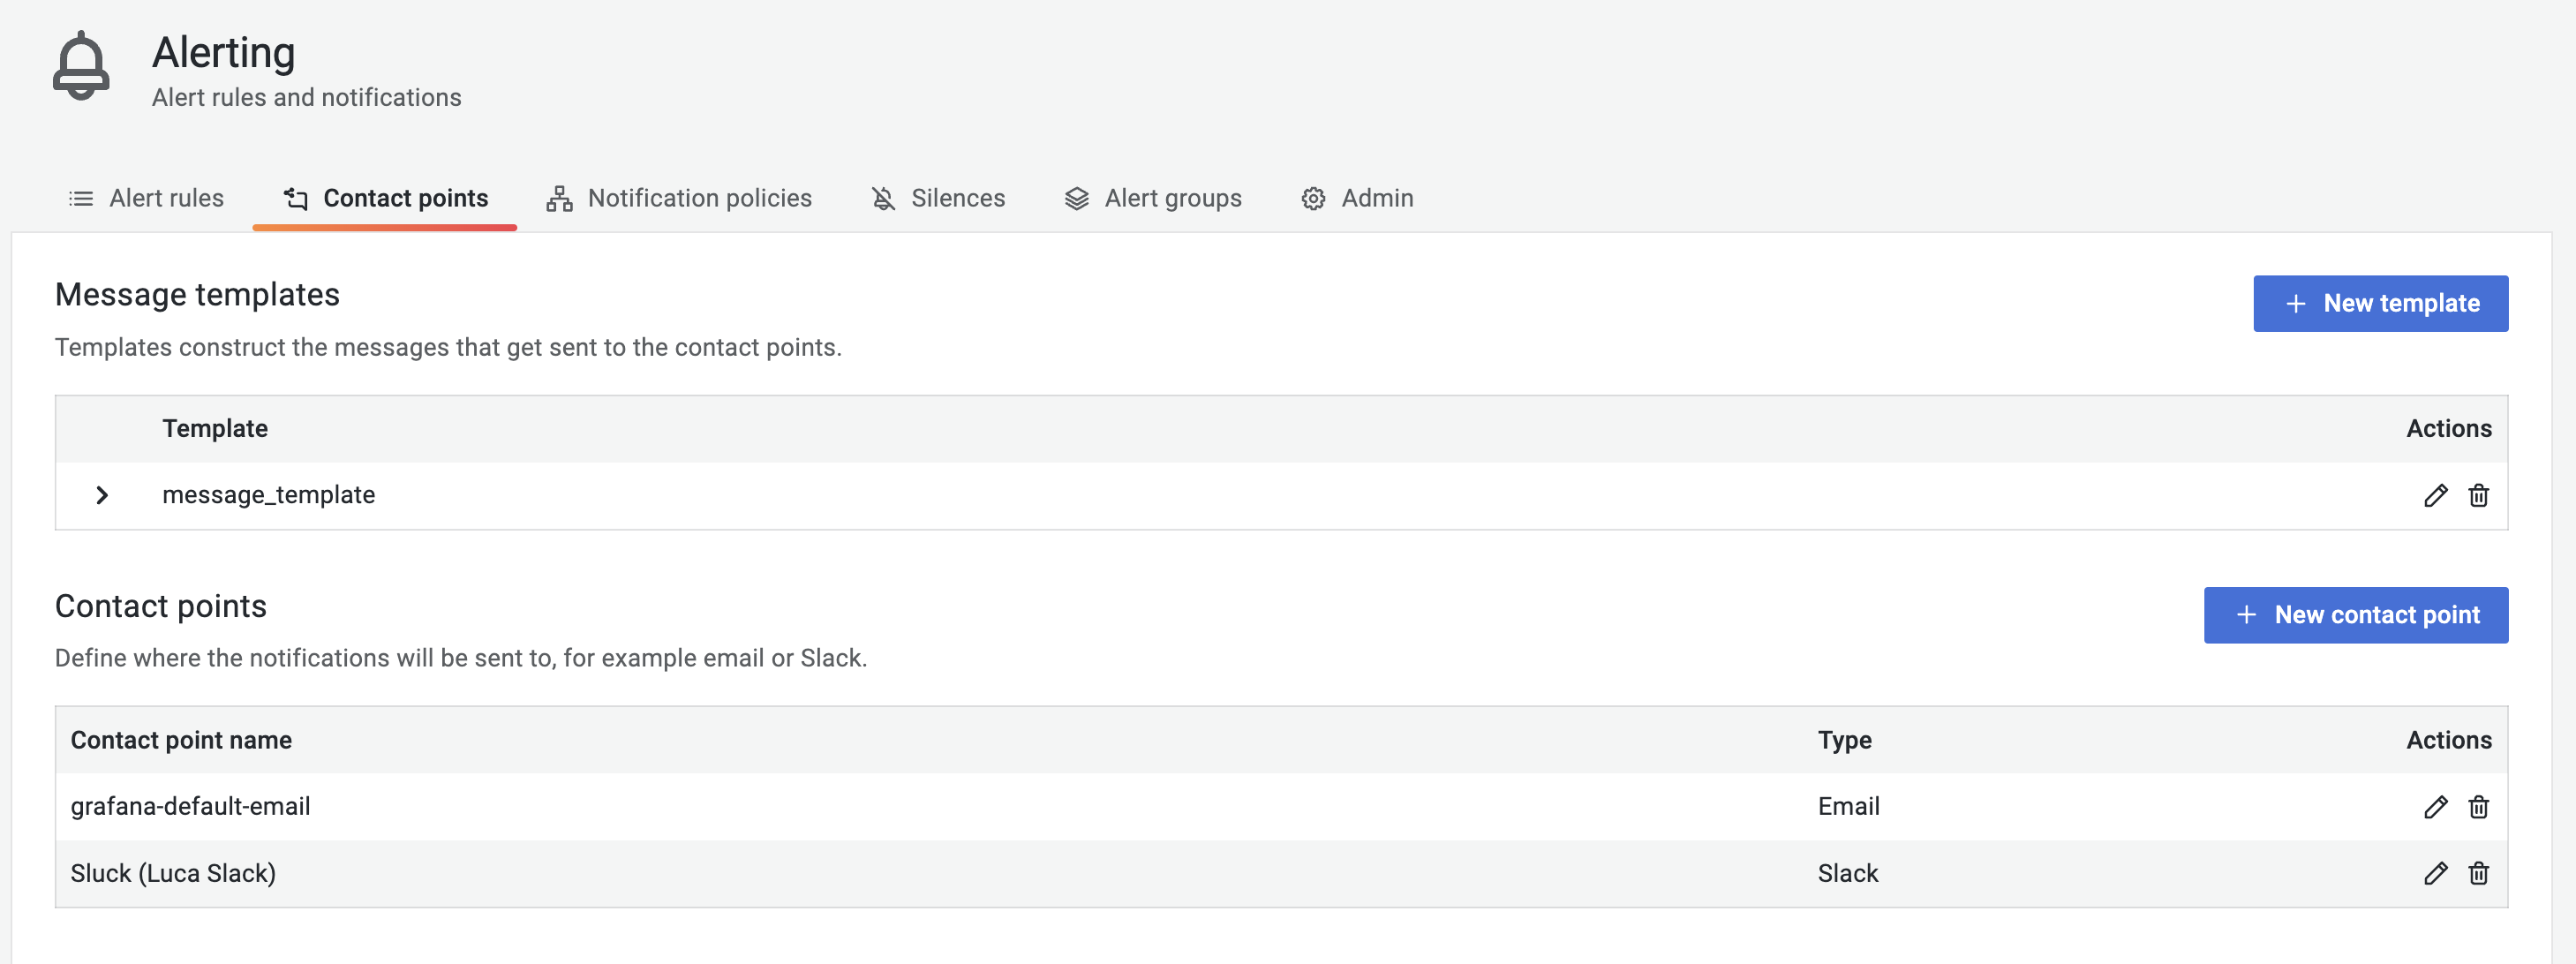 Alerting
Alert rules and notifications
Alert rules Contact points Notification policies Silences Alert groups Admin
Message templates
+ New template
Templates construct the messages that get sent to the contact points.
Template Actions
message_template
Contact points
+ New contact point
Define where the notifications will be sent to, for example email or Slack.
Contact point name Type Actions
grafana-default-email Email
Sluck (Luca Slack) Slack